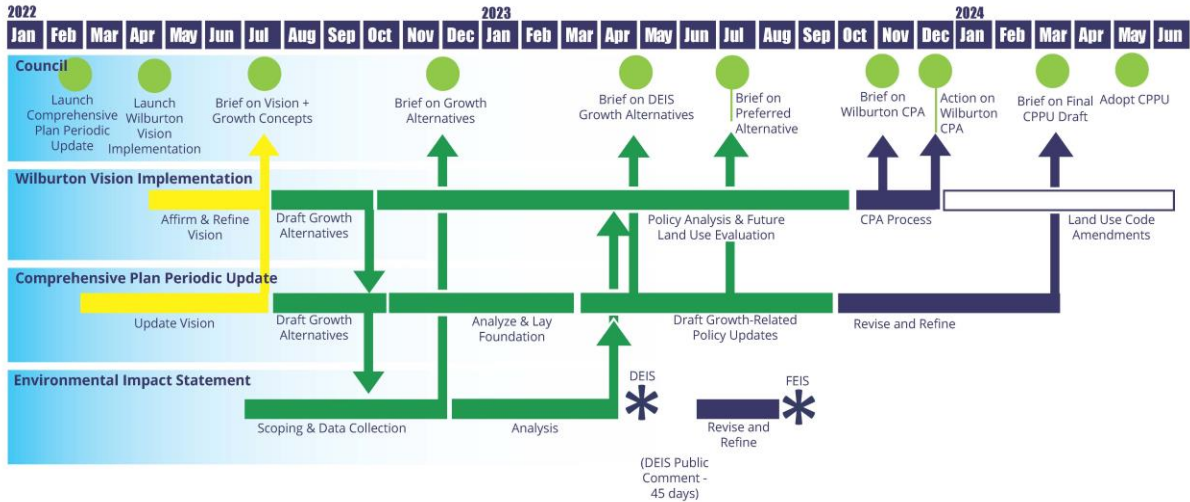 2022
2023
2024
Jan Feb Mar Apr May Jun Jul Aug Sep Oct Nov Dec Jan Feb Mar Apr May Jun Jul Aug Sep Oct Nov Dec Jan Feb Mar Apr May Jun
Council
Launch
Comprehensive
Plan Periodic
Update
Launch
Wilburton
Vision
Implementation
Brief on Vision +
Growth Concepts
Brief on Growth
Alternatives
Brief on DEIS
Growth Alternatives
Brief on
Preferred
Alternative
Brief on
Wilburton CPA
Action on
Wilburton
CPA
Brief on Final
CPPU Draft
Adopt CPPU
Wilburton Vision Implementation
Affirm & Refine
Vision
Draft Growth
Alternatives
Policy Analysis & Future
Land Use Evaluation
CPA Process
Land Use Code
Amendments
Comprehensive Plan Periodic Update
Update Vision
Draft Growth
Alternatives
Analyze & Lay
Foundation
Draft Growth-Related
Policy Updates
Revise and Refine
Environmental Impact Statement
Scoping & Data Collection
Analysis
DEIS
(DEIS Public
Comment -
45 days)
Revise and
Refine
FEIS